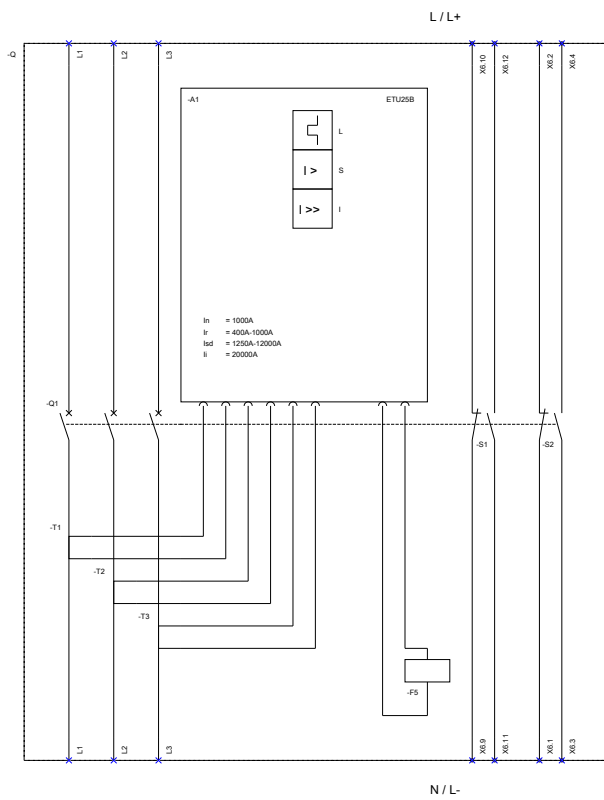 L / L+
-Q
L1
L2
L3
X6.10
X6.12
X6.2
X6.4
-A1
ETU25B
L
I >
S
I >>
I
In = 1000A
Ir = 400A-1000A
Isd = 1250A-12000A
Ii = 20000A
-Q1
-S1
-S2
-T1
-T2
-T3
-F5
L1
L2
L3
X6.9
X6.11
X6.1
X6.3
N / L-